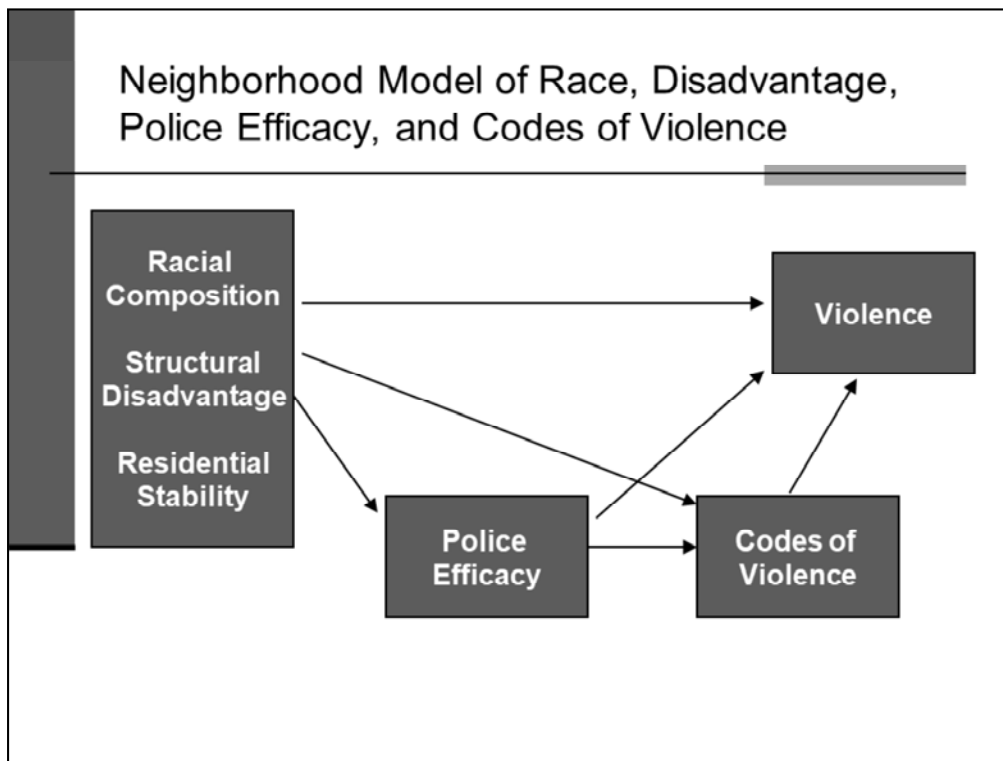 Neighborhood Model of Race, Disadvantage,
Police Efficacy, and Codes of Violence
Racial
Composition
Structural
Disadvantage
Residential
Stability
Violence
Police
Efficacy
Codes of
Violence